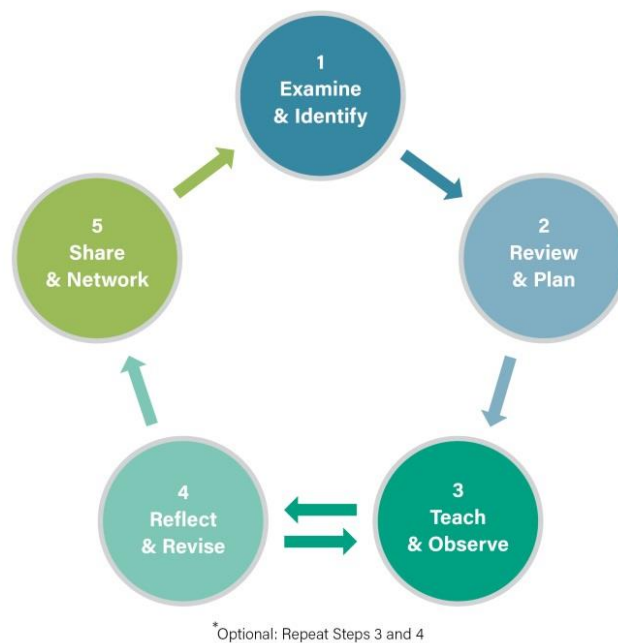 1
Examine
& Identify
2
Review
& Plan
3
Teach
& Observe
4
Reflect
& Revise
5
Share
& Network
*Optional: Repeat Steps 3 and 4